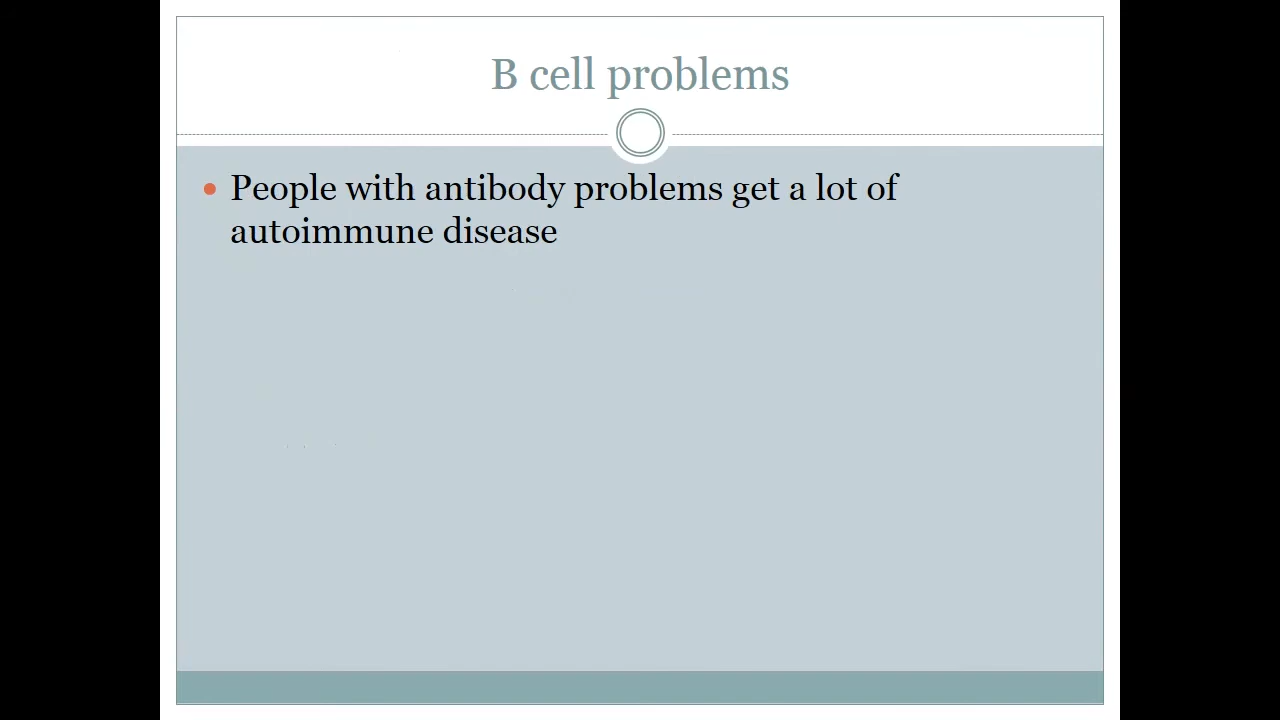 B cell problems
People with antibody problems get a lot of
autoimmune disease